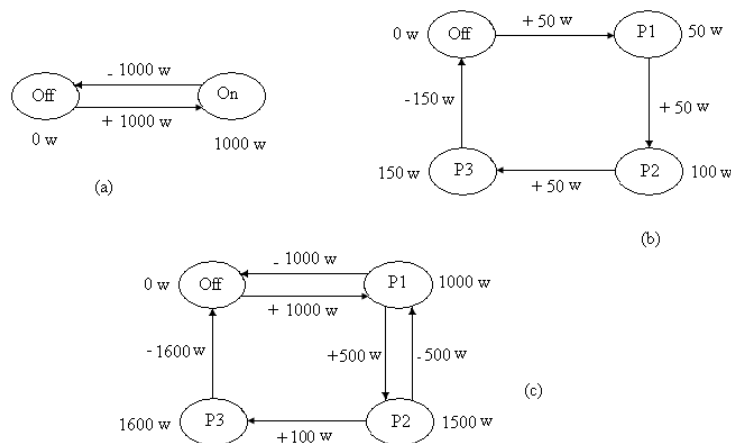 - 1000 w
Off
On
+ 1000 w
0 w
1000 w
(a)
0 w
Off
+ 50 w
P1
50 w
- 150 w
+ 50 w
150 w
P3
+ 50 w
P2
100 w
(b)
0 w
Off
- 1000 w
P1
1000 w
+ 1000 w
- 1600 w
+500 w
- 500 w
(c)
1600 w
P3
+100 w
P2
1500 w